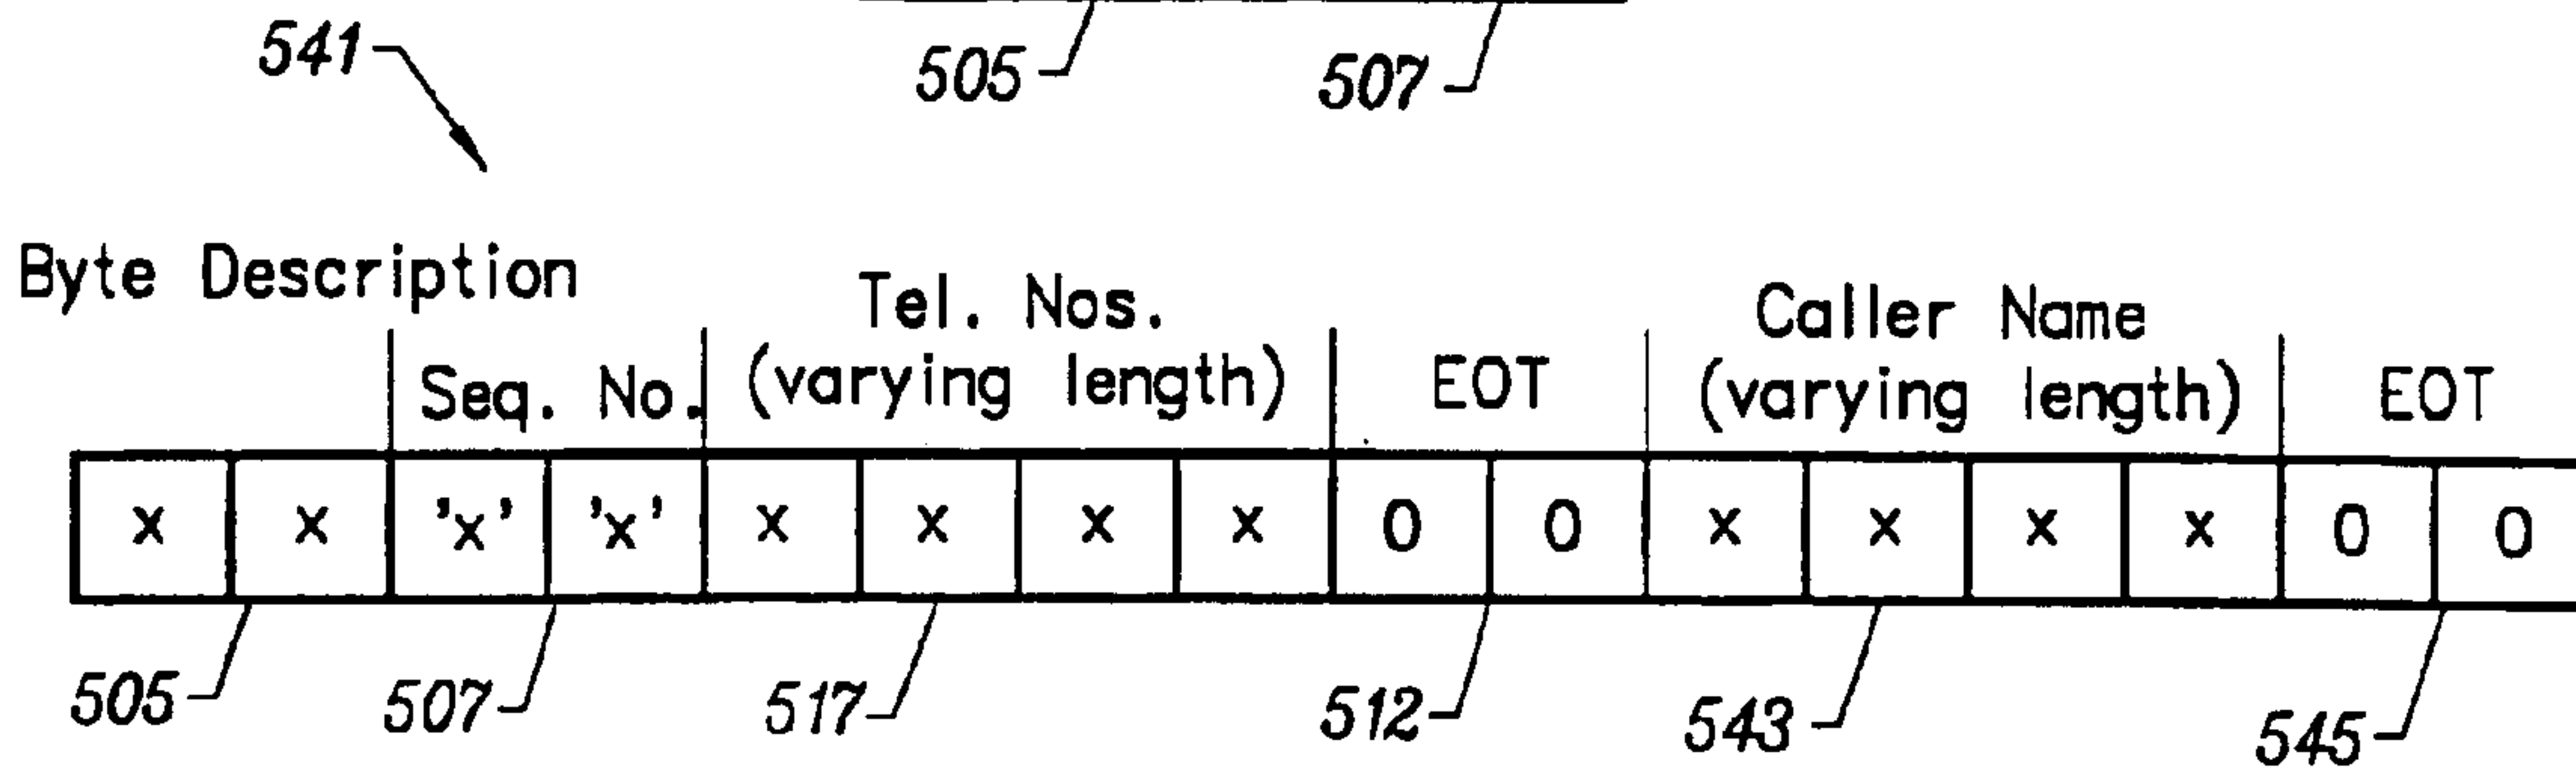 541
505 507
Byte Description
Tel. Nos. Caller Name
Seq. No. (varying length) EOT (varying length) EOT
x x 'x' 'x' x x x x 0 0 x x x x 0 0
505 507 517 512 543 545